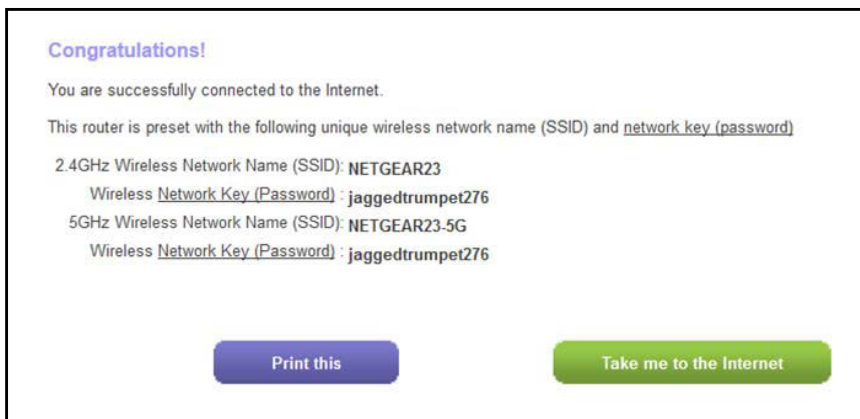 Congratulations!
You are successfully connected to the Internet.
This router is preset with the following unique wireless network name (SSID) and network key (password)
2.4GHz Wireless Network Name (SSID): NETGEAR23
Wireless Network Key (Password) : jaggedtrumpet276
5GHz Wireless Network Name (SSID): NETGEAR23-5G
Wireless Network Key (Password) : jaggedtrumpet276
Print this
Take me to the Internet